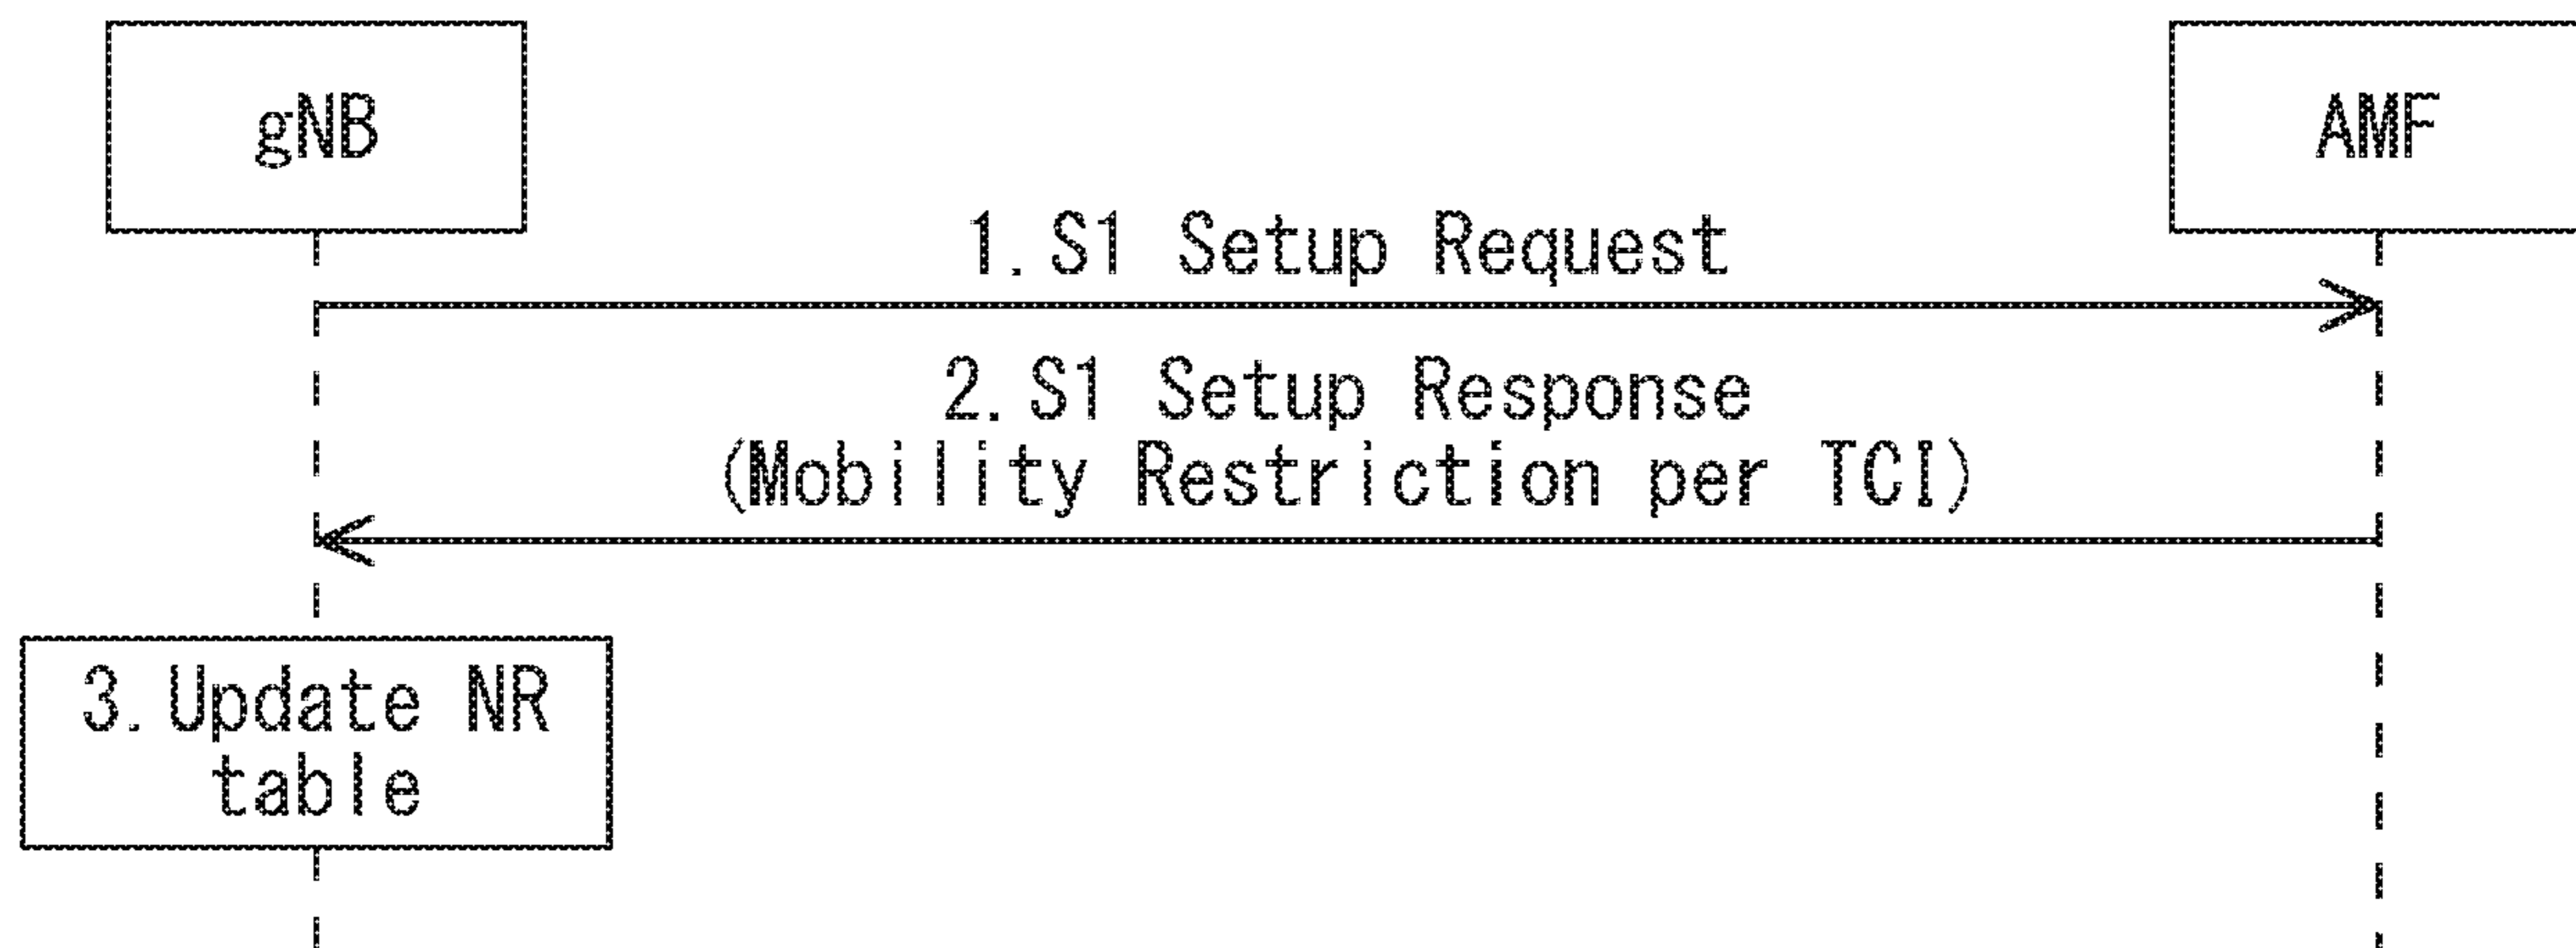 gNB
AMF
1. S1 Setup Request
2. S1 Setup Response
(Mobility Restriction per TCI)
3. Update NR
table